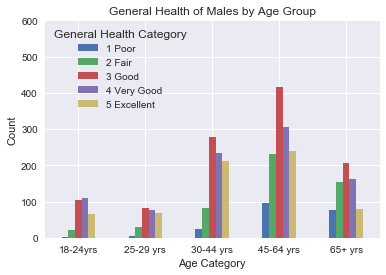 General Health of Males by Age Group
General Health Category
1 Poor
2 Fair
3 Good
4 Very Good
5 Excellent
600
500
400
300
200
100
0
Count
18-24yrs
25-29 yrs
30-44 yrs
45-64 yrs
65+ yrs
Age Category